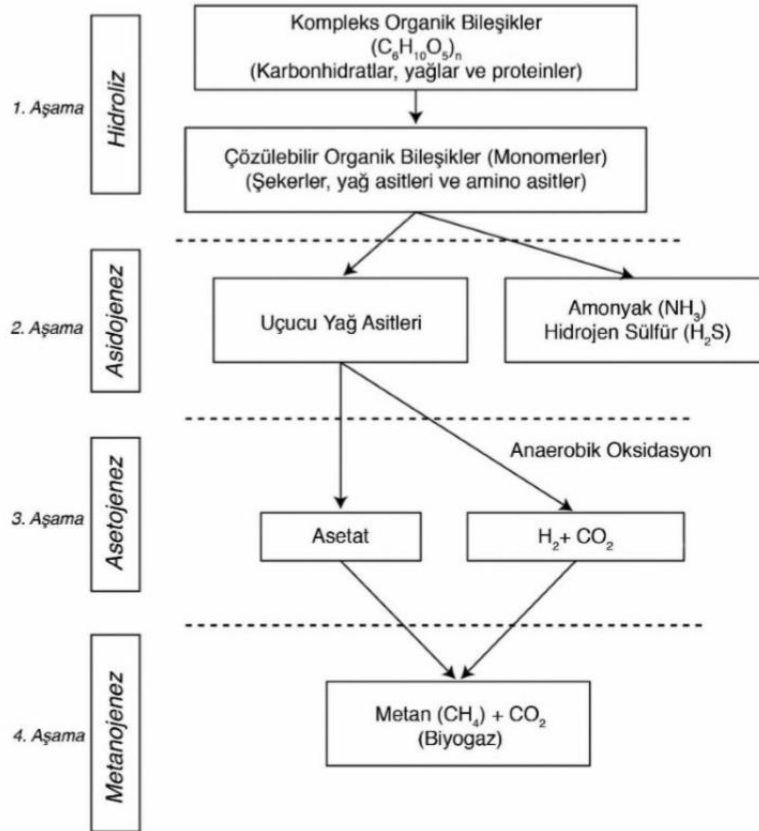 Kompleks Organik Bileşikler
(C₆H₁₀O₅)ₙ
(Karbonhidratlar, yağlar ve proteinler)
1. Aşama
Hidroliz
Çözülebilir Organik Bileşikler (Monomerler)
(Şekerler, yağ asitleri ve amino asitler)
2. Aşama
Asidojenez
Uçucu Yağ Asitleri
Amonyak (NH₃)
Hidrojen Sülfür (H₂S)
Anaerobik Oksidasyon
3. Aşama
Asetojenez
Asetat
H₂+ CO₂
4. Aşama
Metanojenez
Metan (CH₄) + CO₂
(Biyogaz)